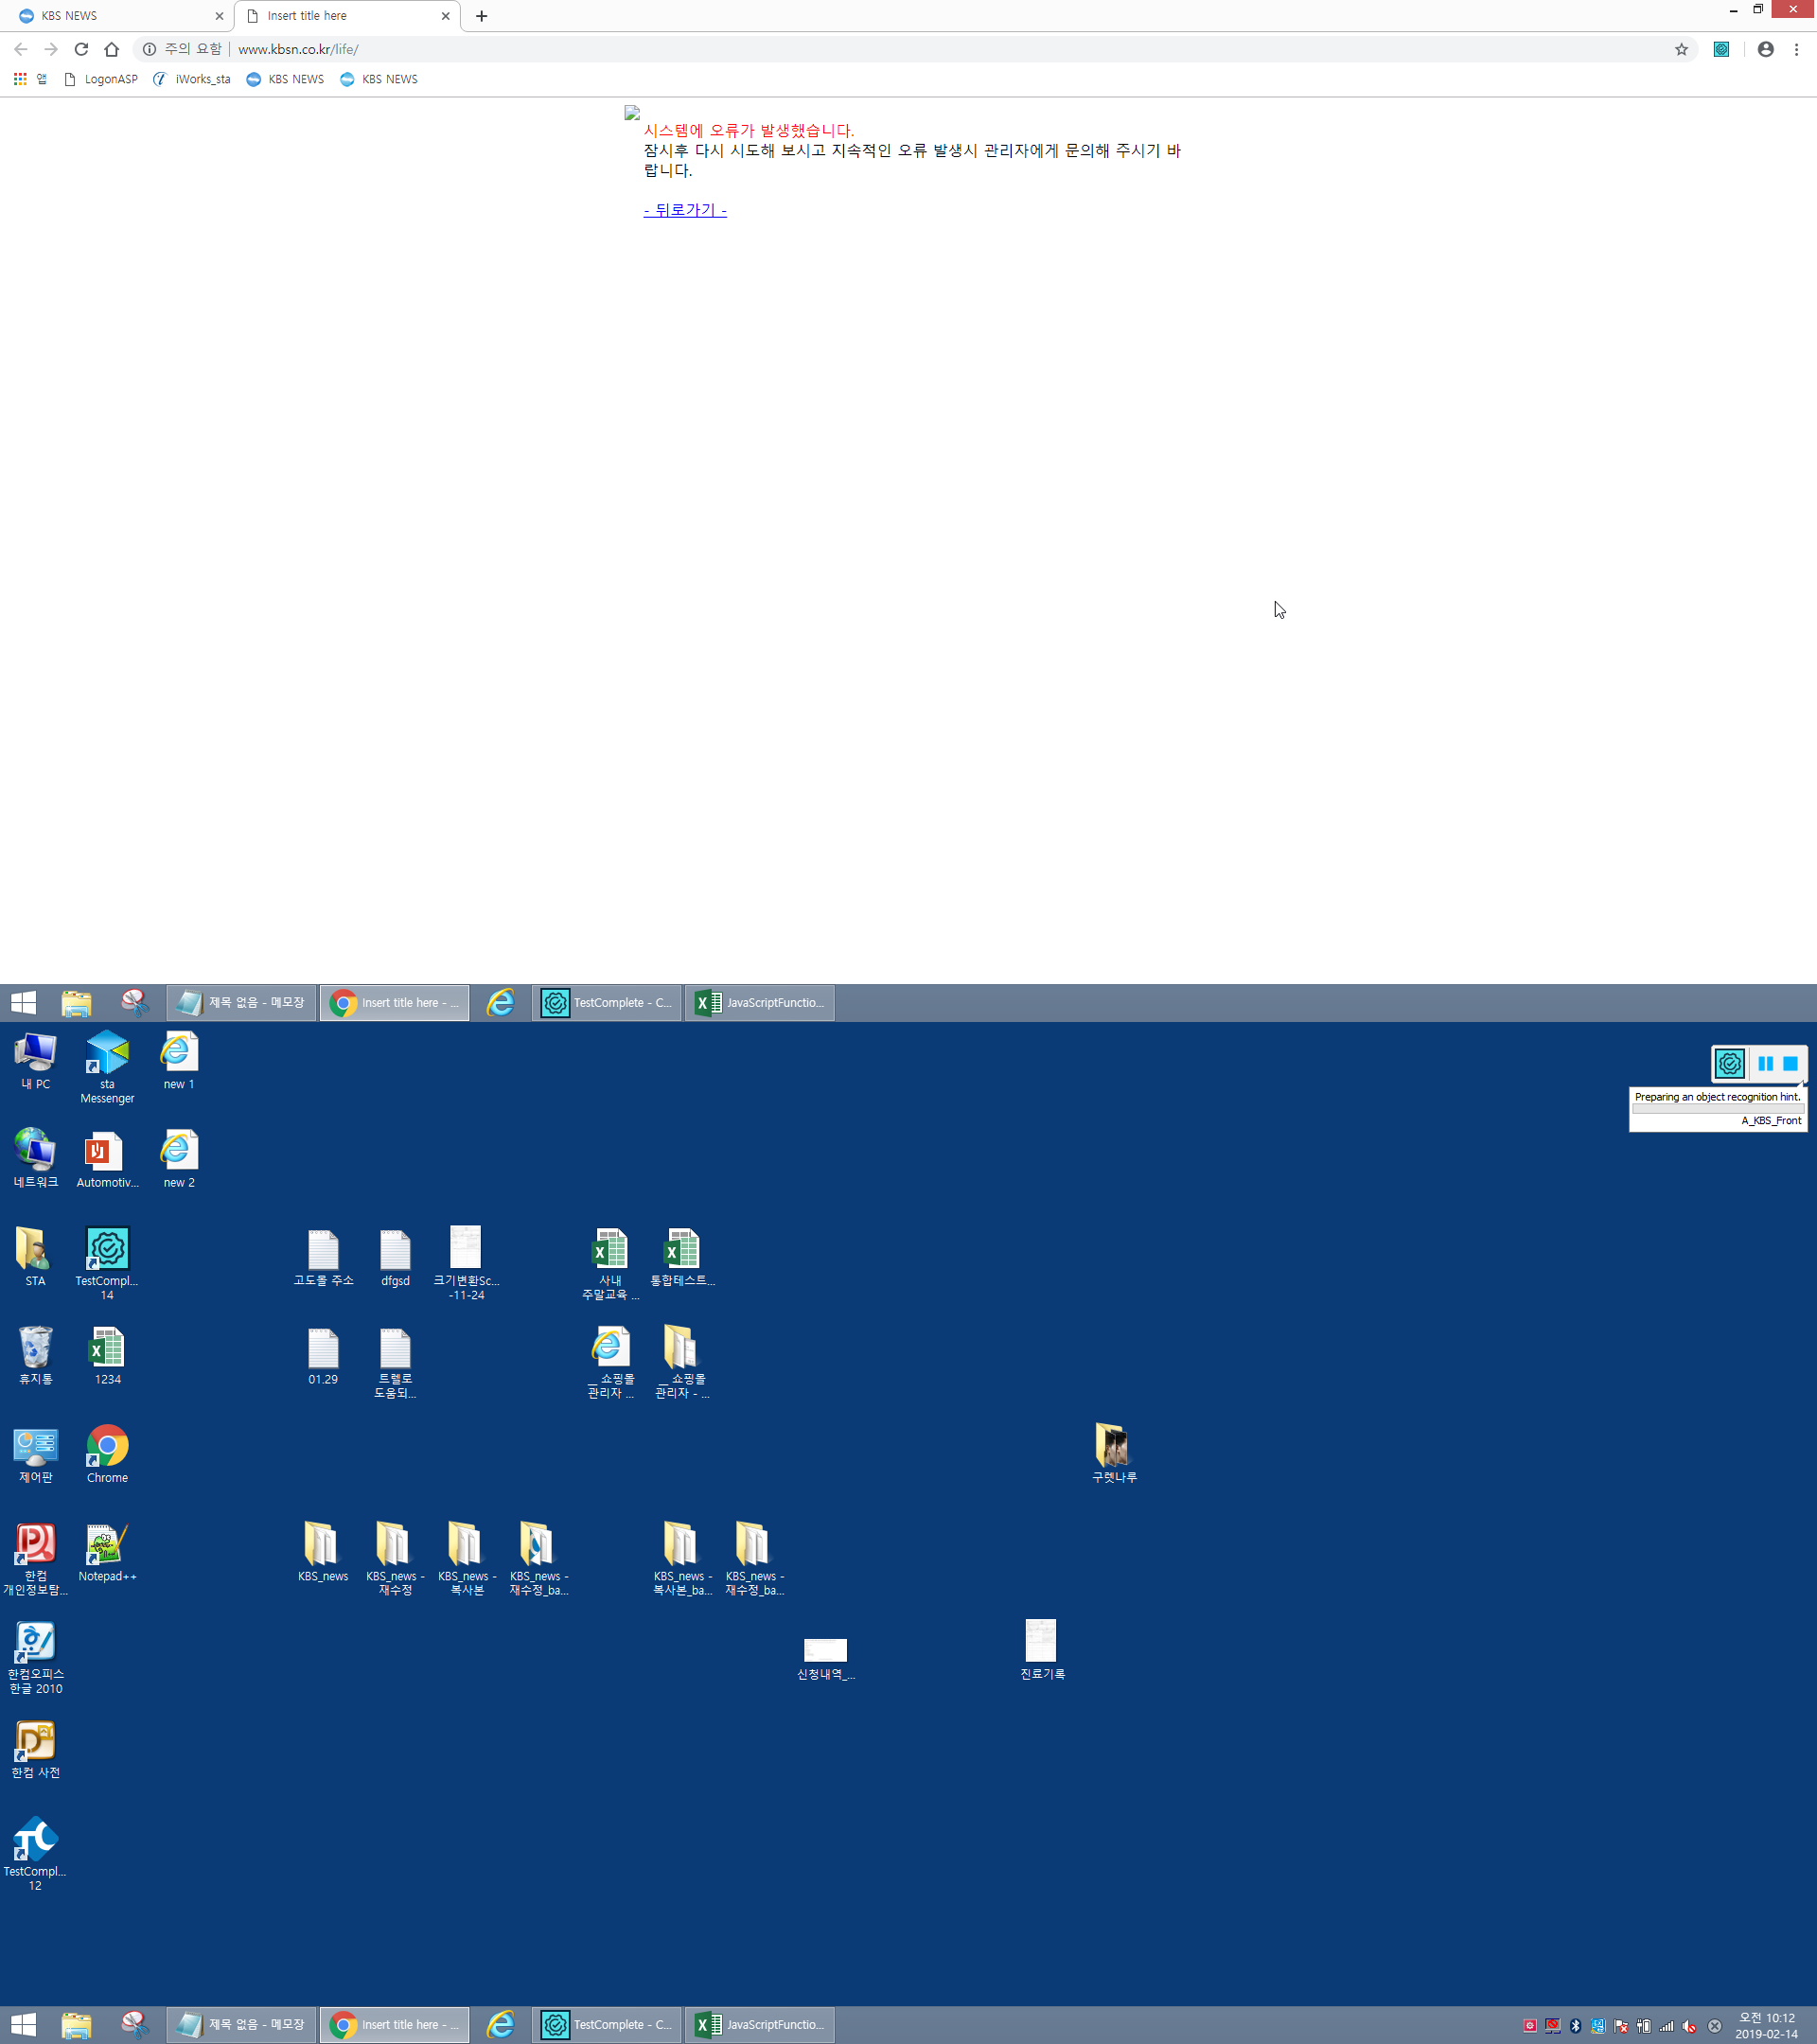 KBS NEWS
Insert title here
주의 요함 | www.kbsn.co.kr/life/
앱
LogonASP
iWorks_sta
KBS NEWS
KBS NEWS
시스템에 오류가 발생했습니다.
잠시후 다시 시도해 보시고 지속적인 오류 발생시 관리자에게 문의해 주시기 바
랍니다.
- 뒤로가기 -
제목 없음 - 메모장
Insert title here - ...
TestComplete - C...
JavaScriptFunctio...
내 PC
sta
Messenger
new 1
Preparing an object recognition hint.
A_KBS_Front
네트워크
Automotiv...
new 2
STA
TestCompl...
14
고도몰 주소
dfgsd
크기변환Sc...
-11-24
사내
주말교육 ...
통합테스트...
휴지통
1234
01.29
트렐로
도움되...
__ 쇼핑몰
관리자 ...
__ 쇼핑몰
관리자 - ...
제어판
Chrome
구렛나루
한컴
개인정보탐...
Notepad++
KBS_news
KBS_news -
재수정
KBS_news -
복사본
KBS_news -
재수정_ba...
KBS_news -
복사본_ba...
KBS_news -
재수정_ba...
한컴오피스
한글 2010
신청내역_...
진료기록
한컴 사전
TestCompl...
12
제목 없음 - 메모장
Insert title here - ...
TestComplete - C...
JavaScriptFunctio...
오전 10:12
2019-02-14